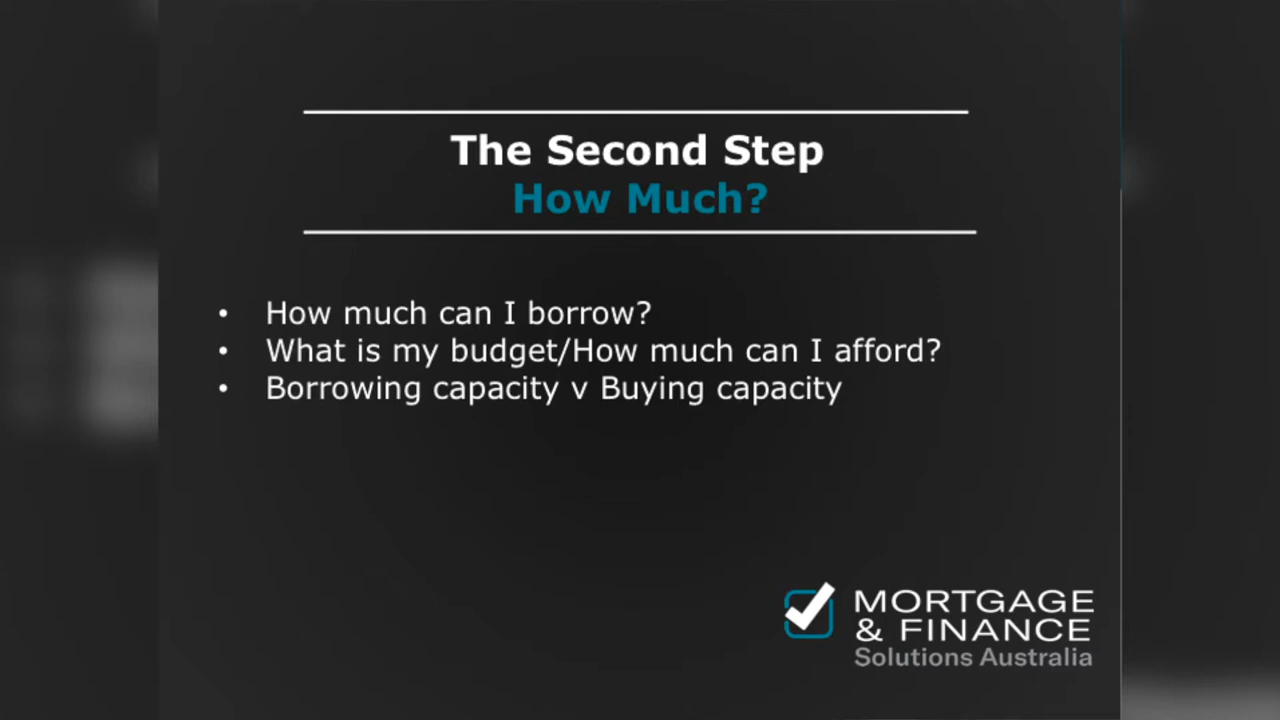 The Second Step
How Much?
• How much can I borrow?
• What is my budget/How much can I afford?
• Borrowing capacity v Buying capacity
MORTGAGE
& FINANCE
Solutions Australia